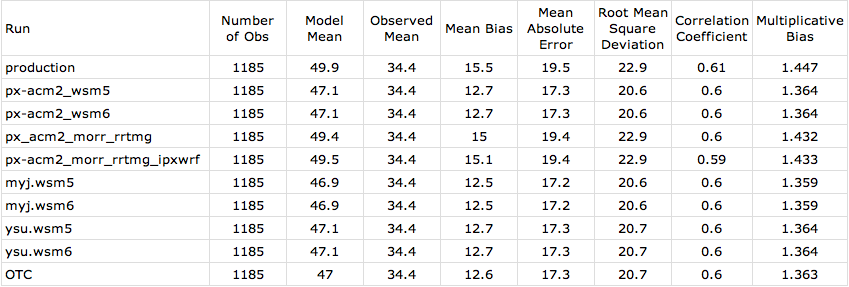 Run Number of Obs Model Mean Observed Mean Mean Bias Mean Absolute Error Root Mean Square Deviation Correlation Coefficient Multiplicative Bias
production 1185 49.9 34.4 15.5 19.5 22.9 0.61 1.447
px-acm2_wsm5 1185 47.1 34.4 12.7 17.3 20.6 0.6 1.364
px-acm2_wsm6 1185 47.1 34.4 12.7 17.3 20.6 0.6 1.364
px_acm2_morr_rrtmg 1185 49.4 34.4 15 19.4 22.9 0.6 1.432
px-acm2_morr_rrtmg_ipxwrf 1185 49.5 34.4 15.1 19.4 22.9 0.59 1.433
myj.wsm5 1185 46.9 34.4 12.5 17.2 20.6 0.6 1.359
myj.wsm6 1185 46.9 34.4 12.5 17.2 20.6 0.6 1.359
ysu.wsm5 1185 47.1 34.4 12.7 17.3 20.7 0.6 1.364
ysu.wsm6 1185 47.1 34.4 12.7 17.3 20.7 0.6 1.364
OTC 1185 47 34.4 12.6 17.3 20.7 0.6 1.363